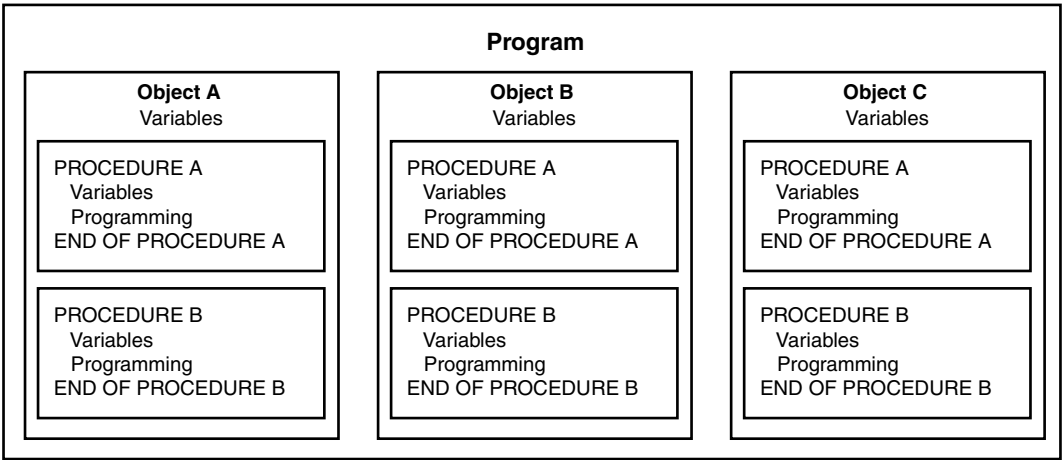 Program
Object A
Variables
PROCEDURE A
Variables
Programming
END OF PROCEDURE A
PROCEDURE B
Variables
Programming
END OF PROCEDURE B
Object B
Variables
PROCEDURE A
Variables
Programming
END OF PROCEDURE A
PROCEDURE B
Variables
Programming
END OF PROCEDURE B
Object C
Variables
PROCEDURE A
Variables
Programming
END OF PROCEDURE A
PROCEDURE B
Variables
Programming
END OF PROCEDURE B